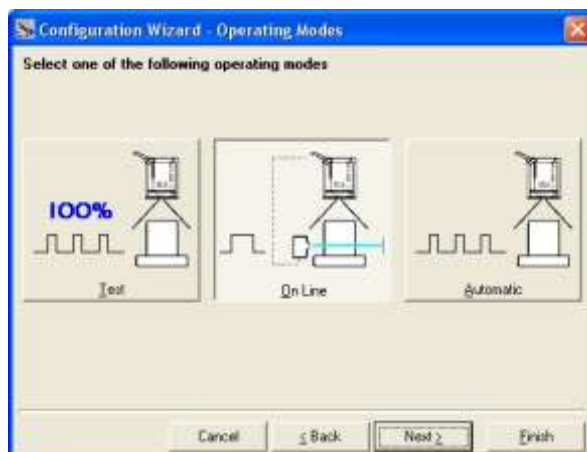 Configuration Wizard - Operating Modes
Select one of the following operating modes
100%
Test
On Line
Automatic
Cancel
< Back
Next >
Finish